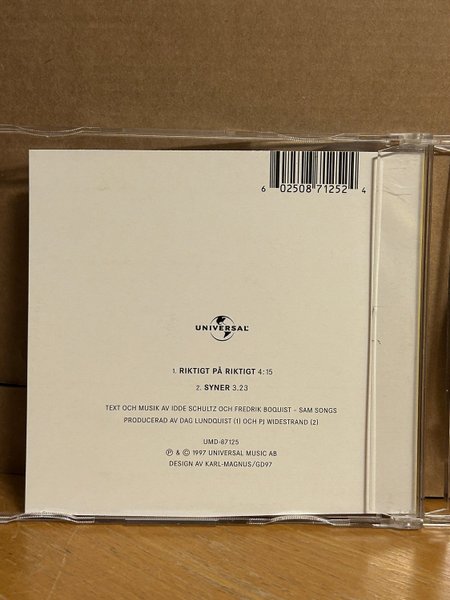 6 02508 71252 4
UNIVERSAL
1. RIKTIGT PÅ RIKTIGT 4:15
2. SYNER 3.23
TEXT OCH MUSIK AV IDDE SCHULTZ OCH FREDRIK BOQUIST - SAM SONGS
PRODUCERAD AV DAG LUNDQUIST (1) OCH PJ WIDESTRAND (2)
UMD-87125
℗ & © 1997 UNIVERSAL MUSIC AB
DESIGN AV KARL-MAGNUS/GD97